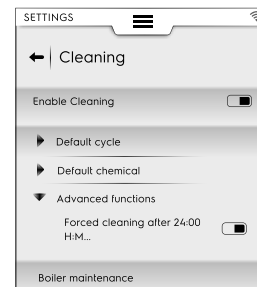 SETTINGS
Cleaning
Enable Cleaning
Default cycle
Default chemical
Advanced functions
Forced cleaning after 24:00
H:M...
Boiler maintenance